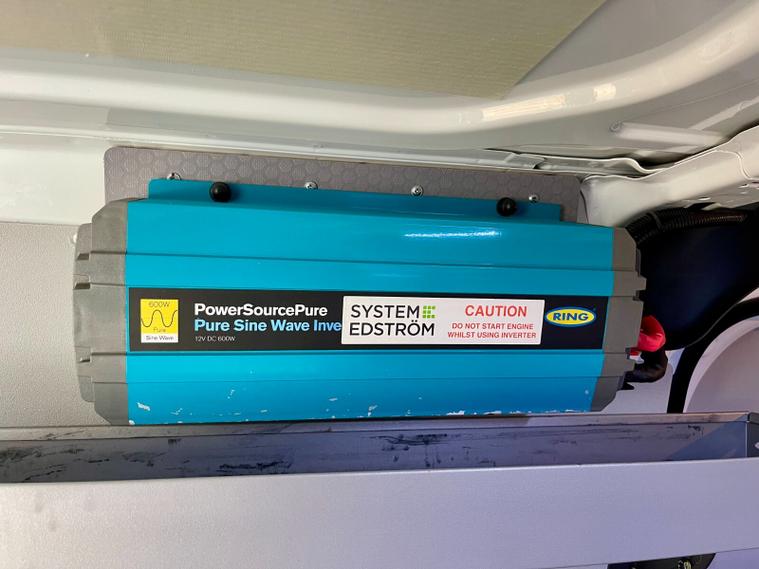 600W
Pure
Sine Wave
PowerSourcePure
Pure Sine Wave Inve
12V DC 600W
SYSTEM
EDSTRÖM
CAUTION
DO NOT START ENGINE
WHILST USING INVERTER
RING